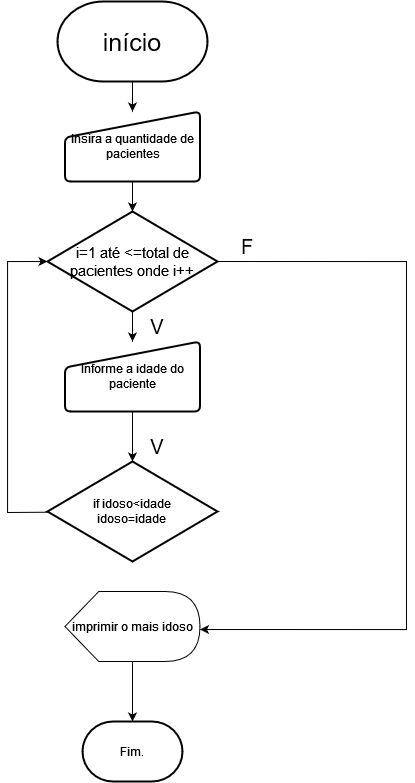 início
Insira a quantidade de
pacientes
i=1 até <=total de
pacientes onde i++
F
V
Informe a idade do
paciente
V
if idoso<idade
idoso=idade
imprimir o mais idoso
Fim.